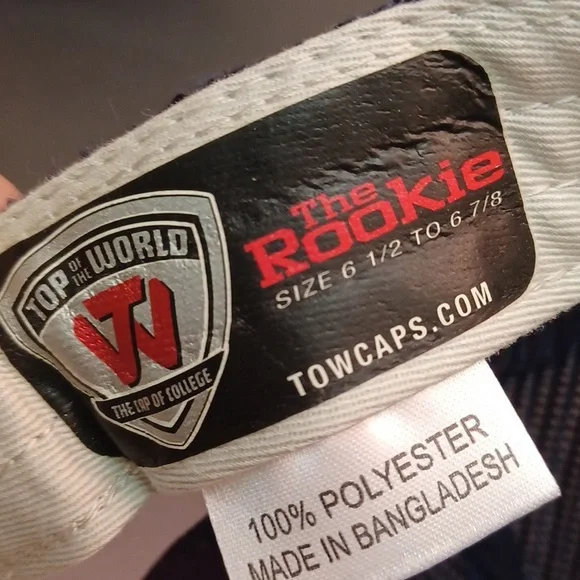 TOP OF THE WORLD
TW
THE CAP OF COLLEGE
The
Rookie
SIZE 6 1/2 TO 6 7/8
TOWCAPS.COM
100% POLYESTER
MADE IN BANGLADESH